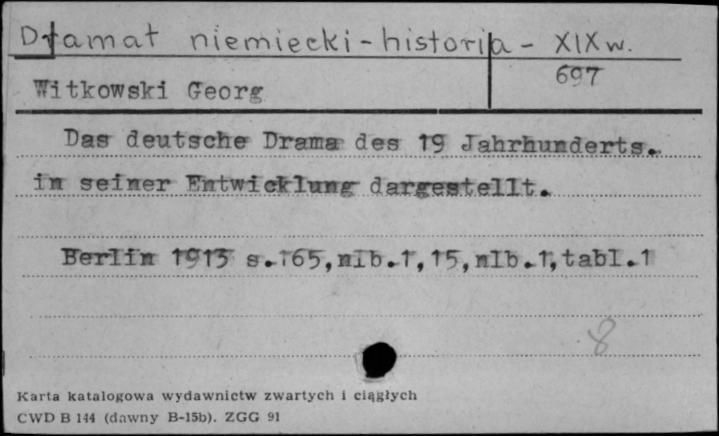 Dramat niemiecki - historija - XIX w.
697
Witkowski Georg
Das deutsche Drama des 19 Jahrhunderts.
in seiner Entwicklung dargestellt.
Berlin 1913 s.165,nlb.1,15,nlb.1,tabl.1
8
Karta katalogowa wydawnictw zwartych i ciągłych
CWD B 144 (dawny B-15b). ZGG 91